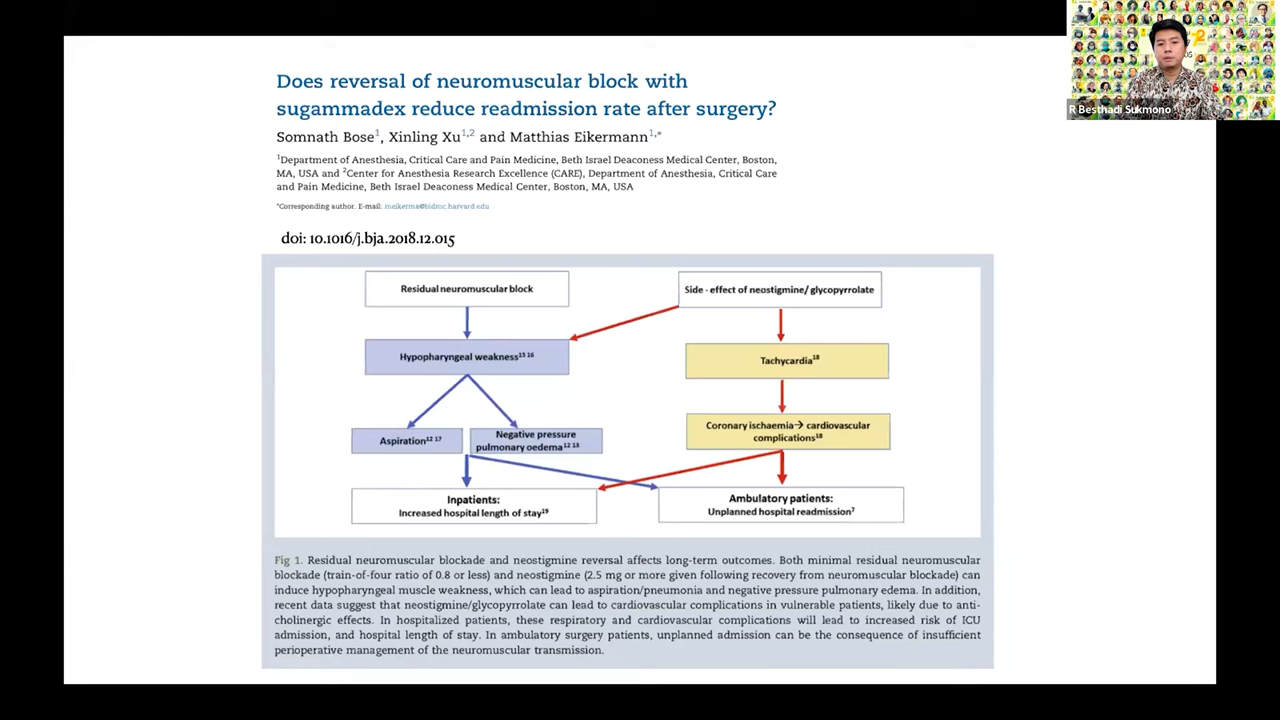 Does reversal of neuromuscular block with
sugammadex reduce readmission rate after surgery?
Somnath Bose1, Xinling Xu1,2 and Matthias Eikermann1,*
1Department of Anesthesia, Critical Care and Pain Medicine, Beth Israel Deaconess Medical Center, Boston,
MA, USA and 2Center for Anesthesia Research Excellence (CARE), Department of Anesthesia, Critical Care
and Pain Medicine, Beth Israel Deaconess Medical Center, Boston, MA, USA
*Corresponding author. E-mail: meikerma@bidmc.harvard.edu
doi: 10.1016/j.bja.2018.12.015
R Besthadi Sukmono
Residual neuromuscular block
Side - effect of neostigmine/ glycopyrrolate
Hypopharyngeal weakness15 16
Tachycardia18
Aspiration12 17
Negative pressure
pulmonary oedema12 13
Coronary ischaemia→ cardiovascular
complications18
Inpatients:
Increased hospital length of stay19
Ambulatory patients:
Unplanned hospital readmission7
Fig 1. Residual neuromuscular blockade and neostigmine reversal affects long-term outcomes. Both minimal residual neuromuscular
blockade (train-of-four ratio of 0.8 or less) and neostigmine (2.5 mg or more given following recovery from neuromuscular blockade) can
induce hypopharyngeal muscle weakness, which can lead to aspiration/pneumonia and negative pressure pulmonary edema. In addition,
recent data suggest that neostigmine/glycopyrrolate can lead to cardiovascular complications in vulnerable patients, likely due to anti-
cholinergic effects. In hospitalized patients, these respiratory and cardiovascular complications will lead to increased risk of ICU
admission, and hospital length of stay. In ambulatory surgery patients, unplanned admission can be the consequence of insufficient
perioperative management of the neuromuscular transmission.